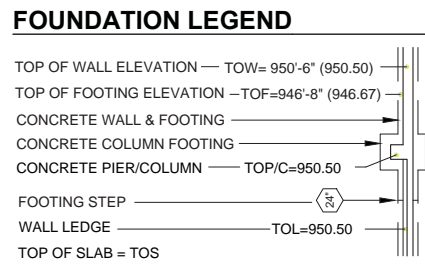 FOUNDATION LEGEND
TOP OF WALL ELEVATION TOW= 950'-6" (950.50)
TOP OF FOOTING ELEVATION TOF=946'-8" (946.67)
CONCRETE WALL & FOOTING
CONCRETE COLUMN FOOTING
CONCRETE PIER/COLUMN TOP/C=950.50
FOOTING STEP 24"
WALL LEDGE TOL=950.50
TOP OF SLAB = TOS